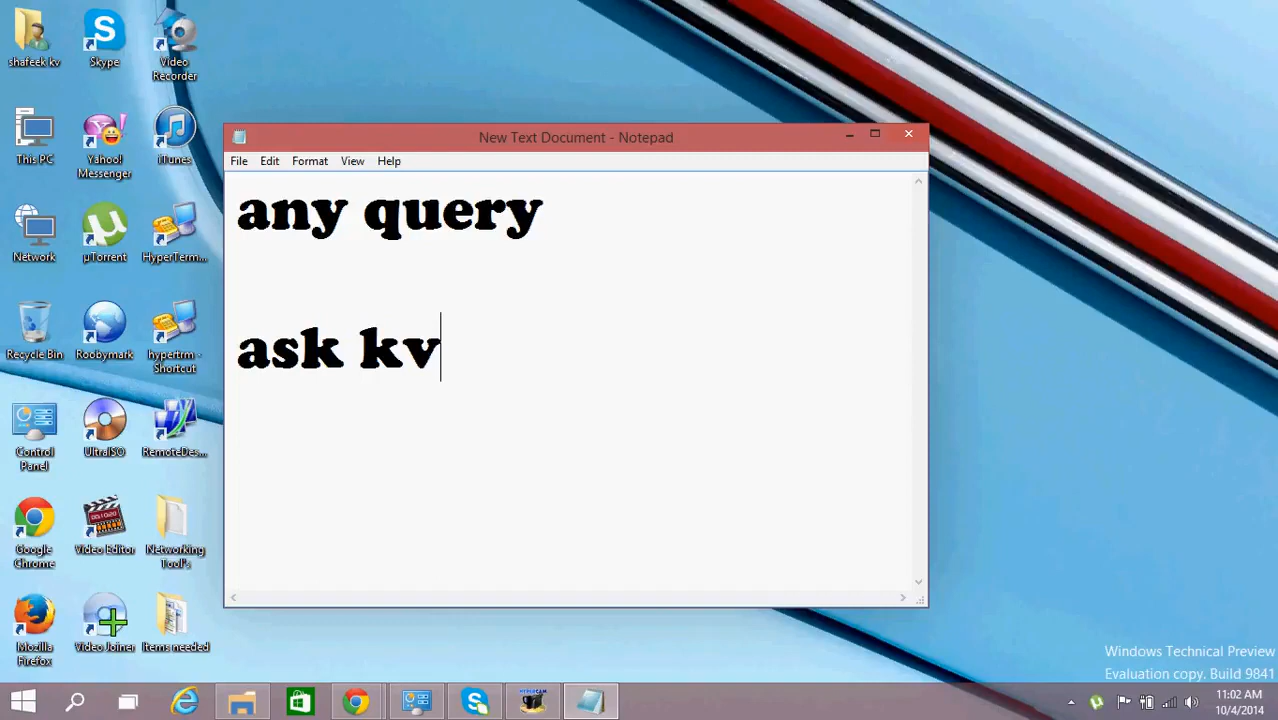 shafeek kv
Skype
Video Recorder
This PC
Yahoo! Messenger
iTunes
Network
µTorrent
HyperTerm...
Recycle Bin
Roobymark
hypertrm - Shortcut
Control Panel
UltraISO
RemoteDes...
Google Chrome
Video Editor
Networking Tool's
Mozilla Firefox
Video Joiner
Items needed
New Text Document - Notepad
File Edit Format View Help
any query
ask kv
Windows Technical Preview
Evaluation copy. Build 9841
11:02 AM
10/4/2014